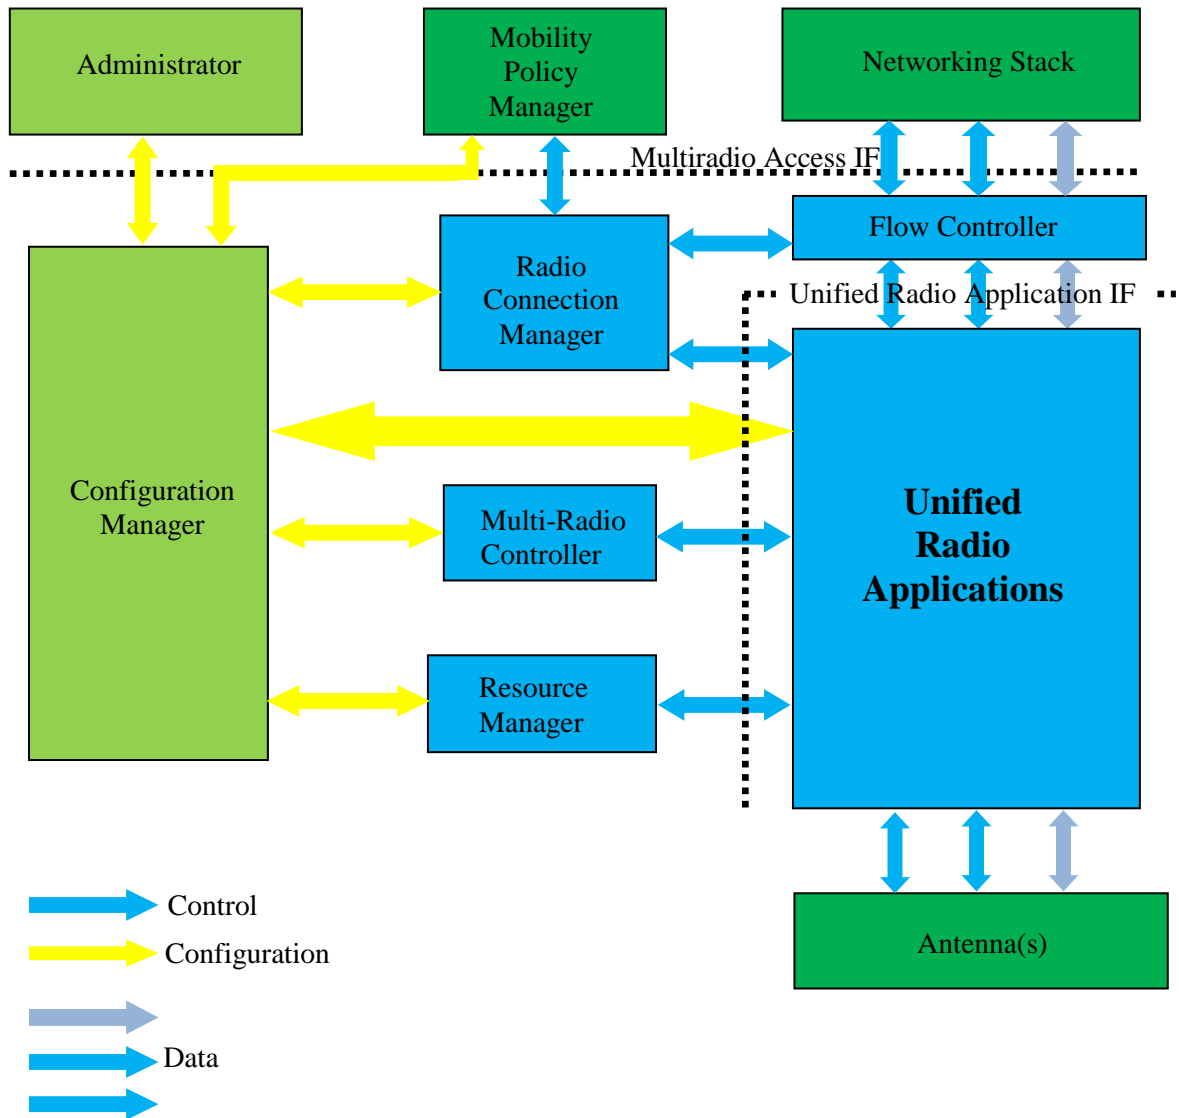 Administrator
Mobility
Policy
Manager
Networking Stack
Multiradio Access IF
Flow Controller
Radio
Connection
Manager
Unified Radio Application IF
Configuration
Manager
Multi-Radio
Controller
Unified
Radio
Applications
Resource
Manager
Control
Configuration
Antenna(s)
Data